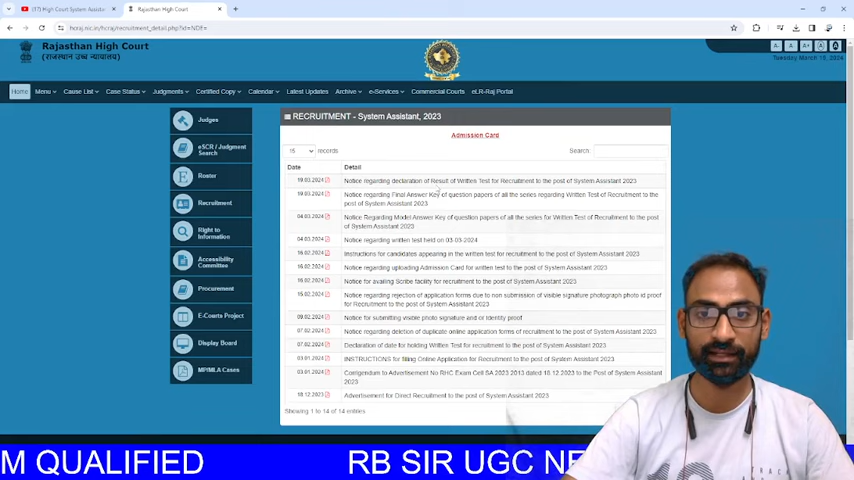 (17) High Court System Assista
Rajasthan High Court
hcraj.nic.in/hcraj/recruitment_detail.php?id=NDI=
Rajasthan High Court
(राजस्थान उच्च न्यायालय)
A- A A+ A A
Tuesday, March 19, 2024
Home Menu Cause List Case Status Judgments Certified Copy Calendar Latest Updates Archive e-Services Commercial Courts eLR-Raj Portal
Judges
eSCR / Judgment
Search
Roster
Recruitment
Right to
Information
Accessibility
Committee
Procurement
E-Courts Project
Display Board
MP/MLA Cases
RECRUITMENT - System Assistant, 2023
Admission Card
15 records
Search:
Date Detail
19.03.2024 Notice regarding declaration of Result of Written Test for Recruitment to the post of System Assistant 2023
19.03.2024 Notice regarding Final Answer Key of question papers of all the series regarding Written Test of Recruitment to the
post of System Assistant 2023
04.03.2024 Notice Regarding Model Answer Key of question papers of all the series for Written Test of Recruitment to the post
of System Assistant 2023
04.03.2024 Notice regarding written test held on 03-03-2024
16.02.2024 Instructions for candidates appearing in the written test for recruitment to the post of System Assistant 2023
16.02.2024 Notice regarding uploading Admission Card for written test to the post of System Assistant 2023
16.02.2024 Notice for availing Scribe facility for recruitment to the post of System Assistant 2023
15.02.2024 Notice regarding rejection of application forms due to non submission of visible signature photograph photo id proof
for Recruitment to the post of System Assistant 2023
09.02.2024 Notice for submitting visible photo signature and or identity proof
07.02.2024 Notice regarding deletion of duplicate online application forms of recruitment to the post of System Assistant 2023
07.02.2024 Declaration of date for holding Written Test for recruitment to the post of System Assistant 2023
03.01.2024 INSTRUCTIONS for filing Online Application for Recruitment to the post of System Assistant 2023
03.01.2024 Corrigendum to Advertisement No RHC Exam Cell SA 2023 2013 dated 18.12 2023 to the Post of System Assistant
2023
18.12.2023 Advertisement for Direct Recruitment to the post of System Assistant 2023
Showing 1 to 14 of 14 entries
M QUALIFIED RB SIR UGC NE